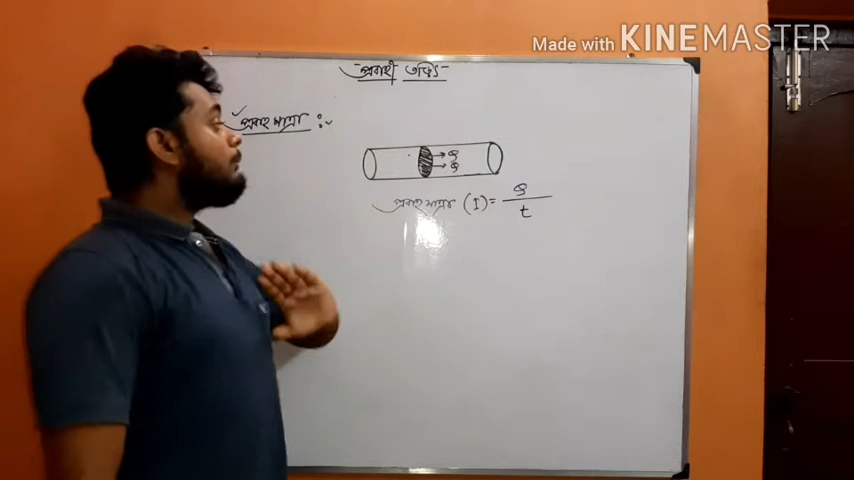 Made with KINEMASTER
প্রবাহী তড়িৎ
প্রবাহ মাত্রা :-
Q
Q
প্রবাহ মাত্রা (I) = Q
t